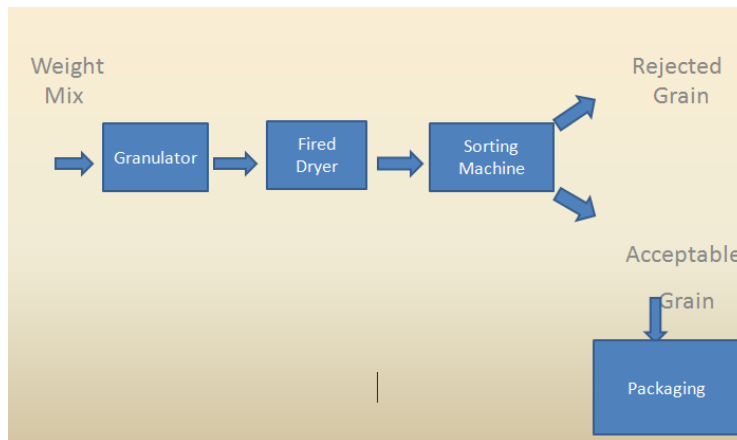 Weight
Mix
Granulator
Fired
Dryer
Sorting
Machine
Rejected
Grain
Acceptable
Grain
Packaging